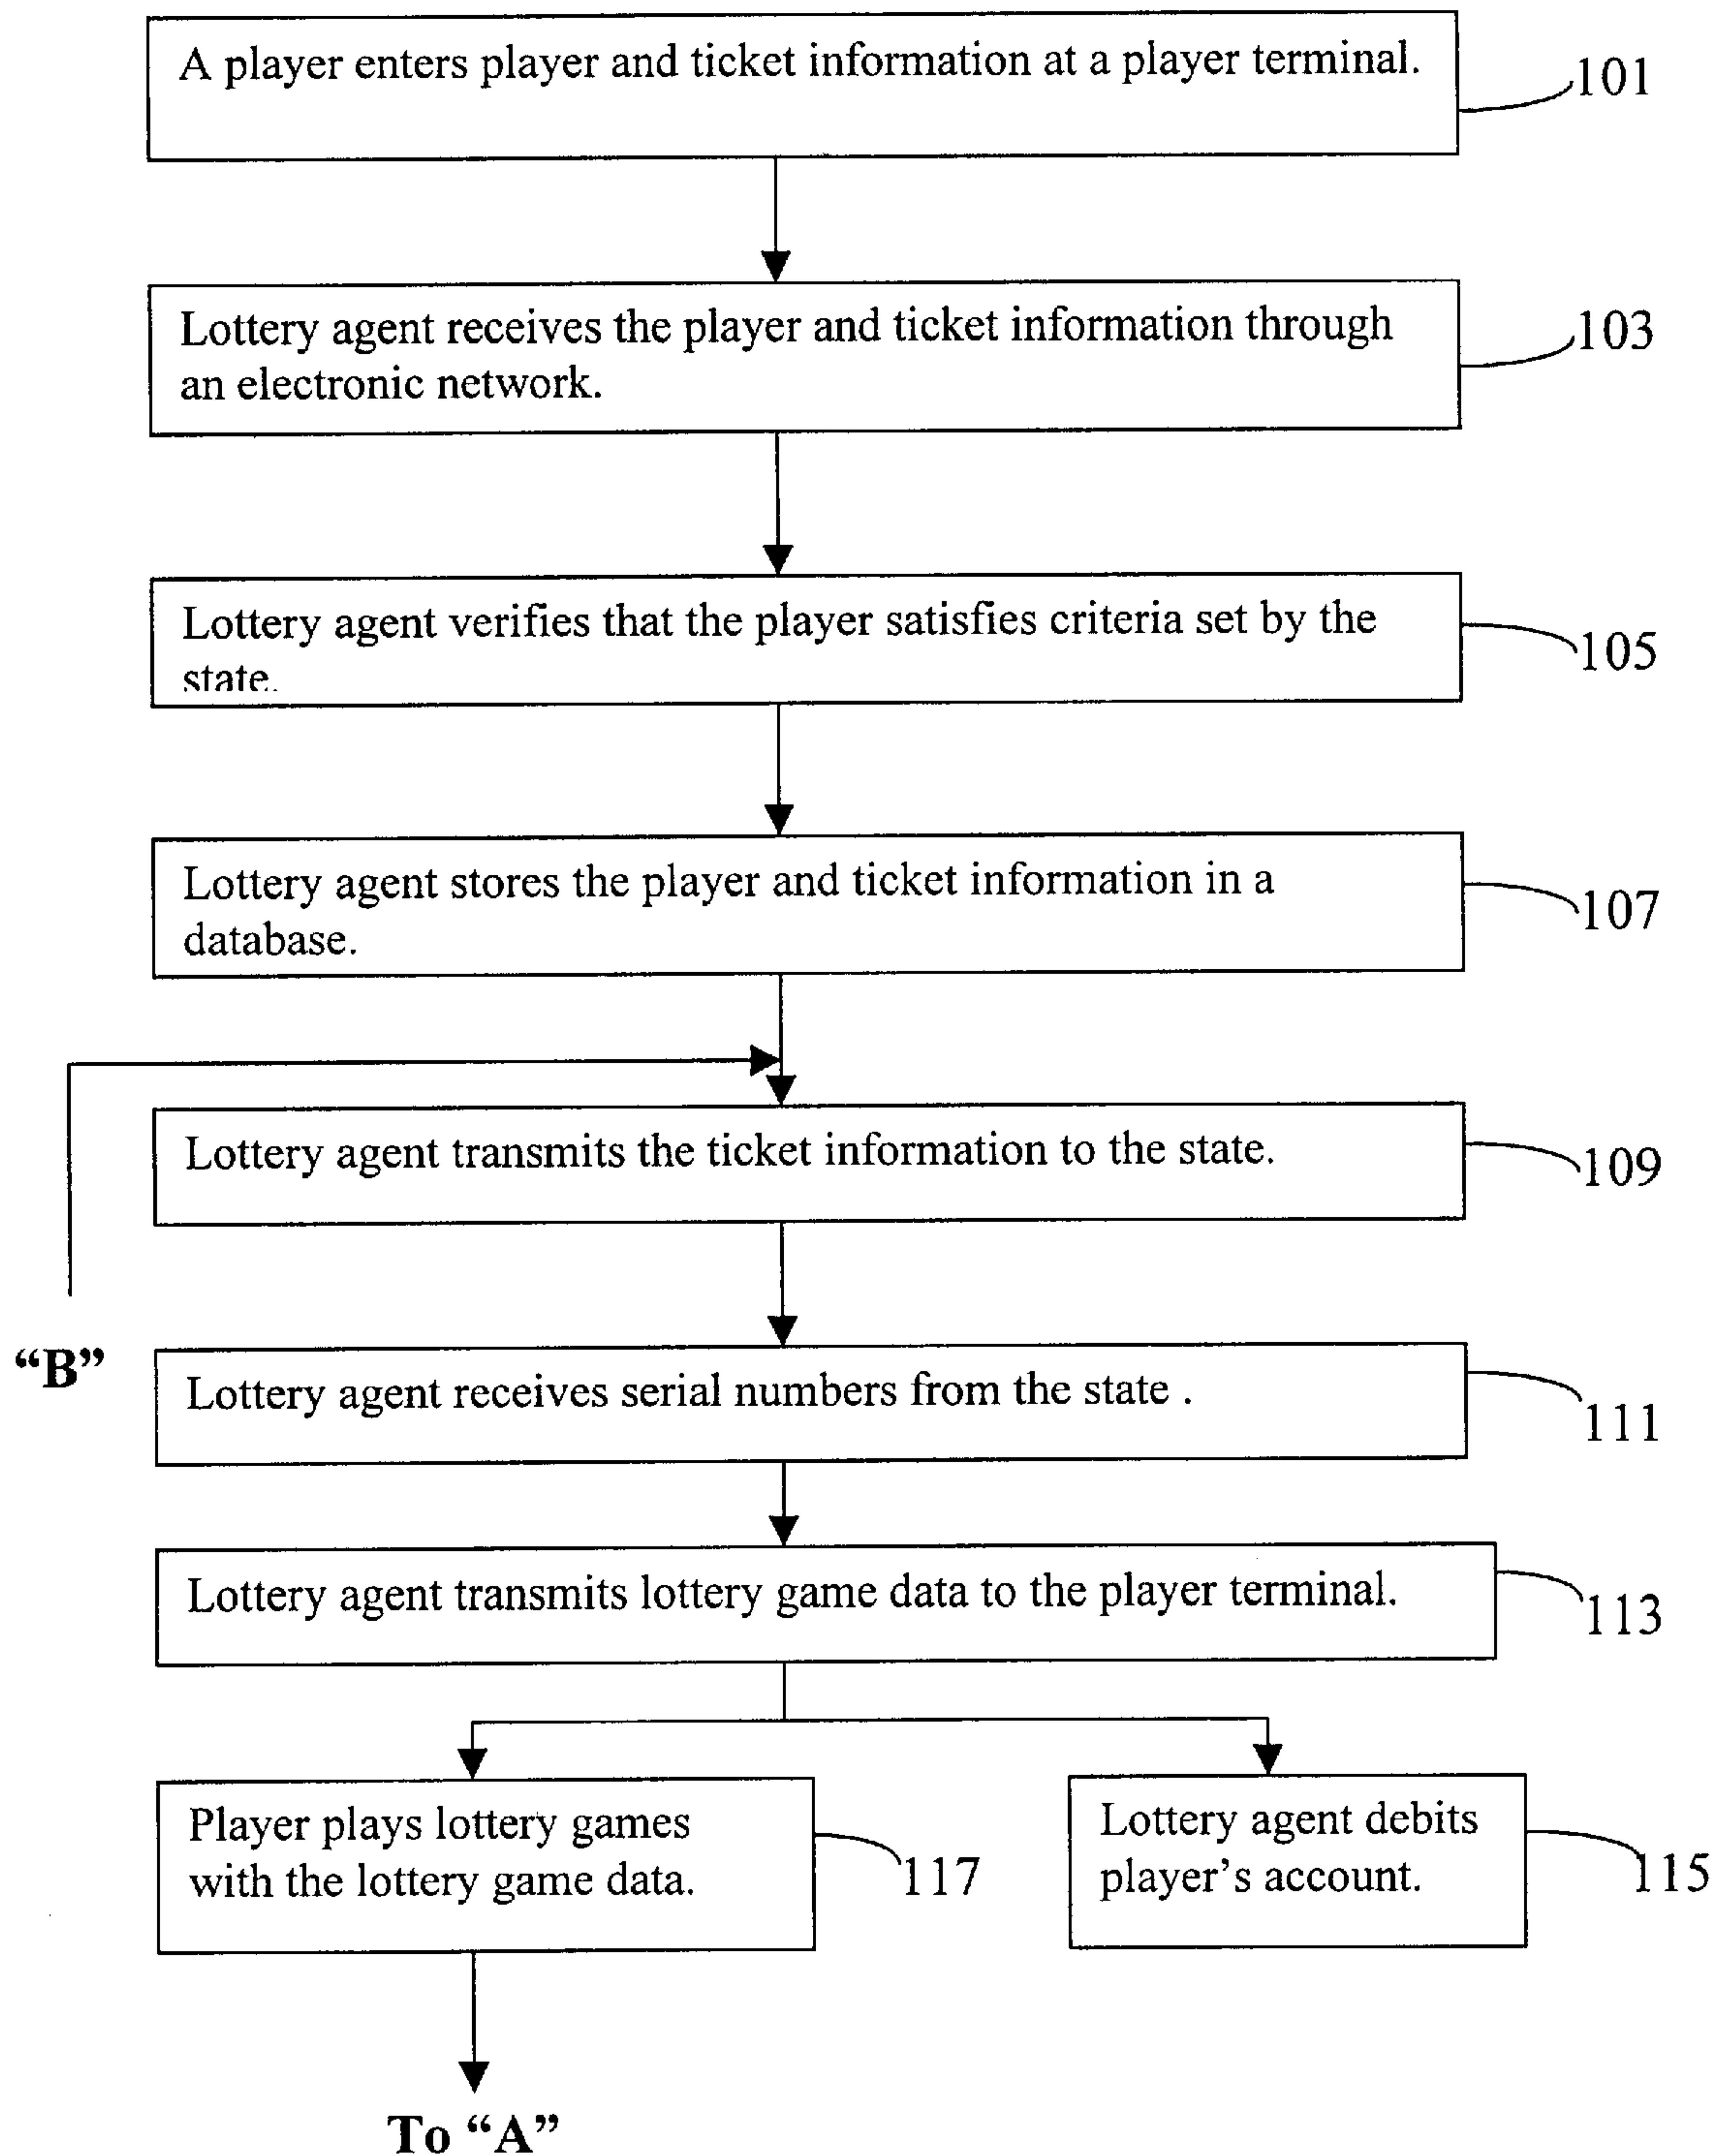 A player enters player and ticket information at a player terminal.
101
Lottery agent receives the player and ticket information through
an electronic network.
103
Lottery agent verifies that the player satisfies criteria set by the
state.
105
Lottery agent stores the player and ticket information in a
database.
107
Lottery agent transmits the ticket information to the state.
109
“B”
Lottery agent receives serial numbers from the state .
111
Lottery agent transmits lottery game data to the player terminal.
113
Player plays lottery games
with the lottery game data.
117
Lottery agent debits
player’s account.
115
To “A”